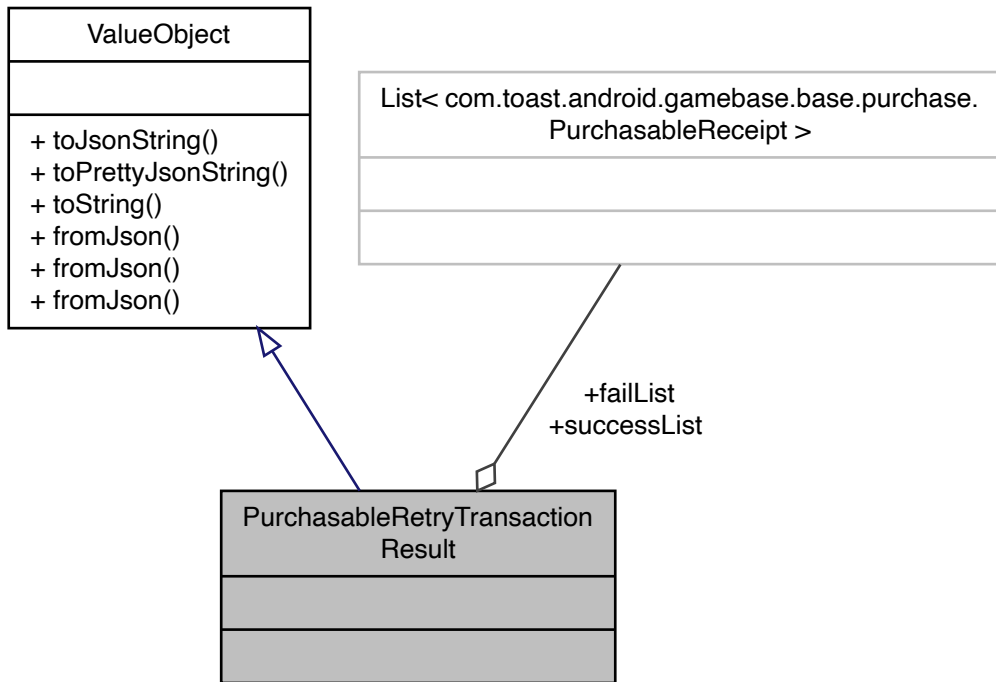 ValueObject
+ toJsonString()
+ toPrettyJsonString()
+ toString()
+ fromJson()
+ fromJson()
+ fromJson()
List< com.toast.android.gamebase.base.purchase.
PurchasableReceipt >
+failList
+successList
PurchasableRetryTransaction
Result